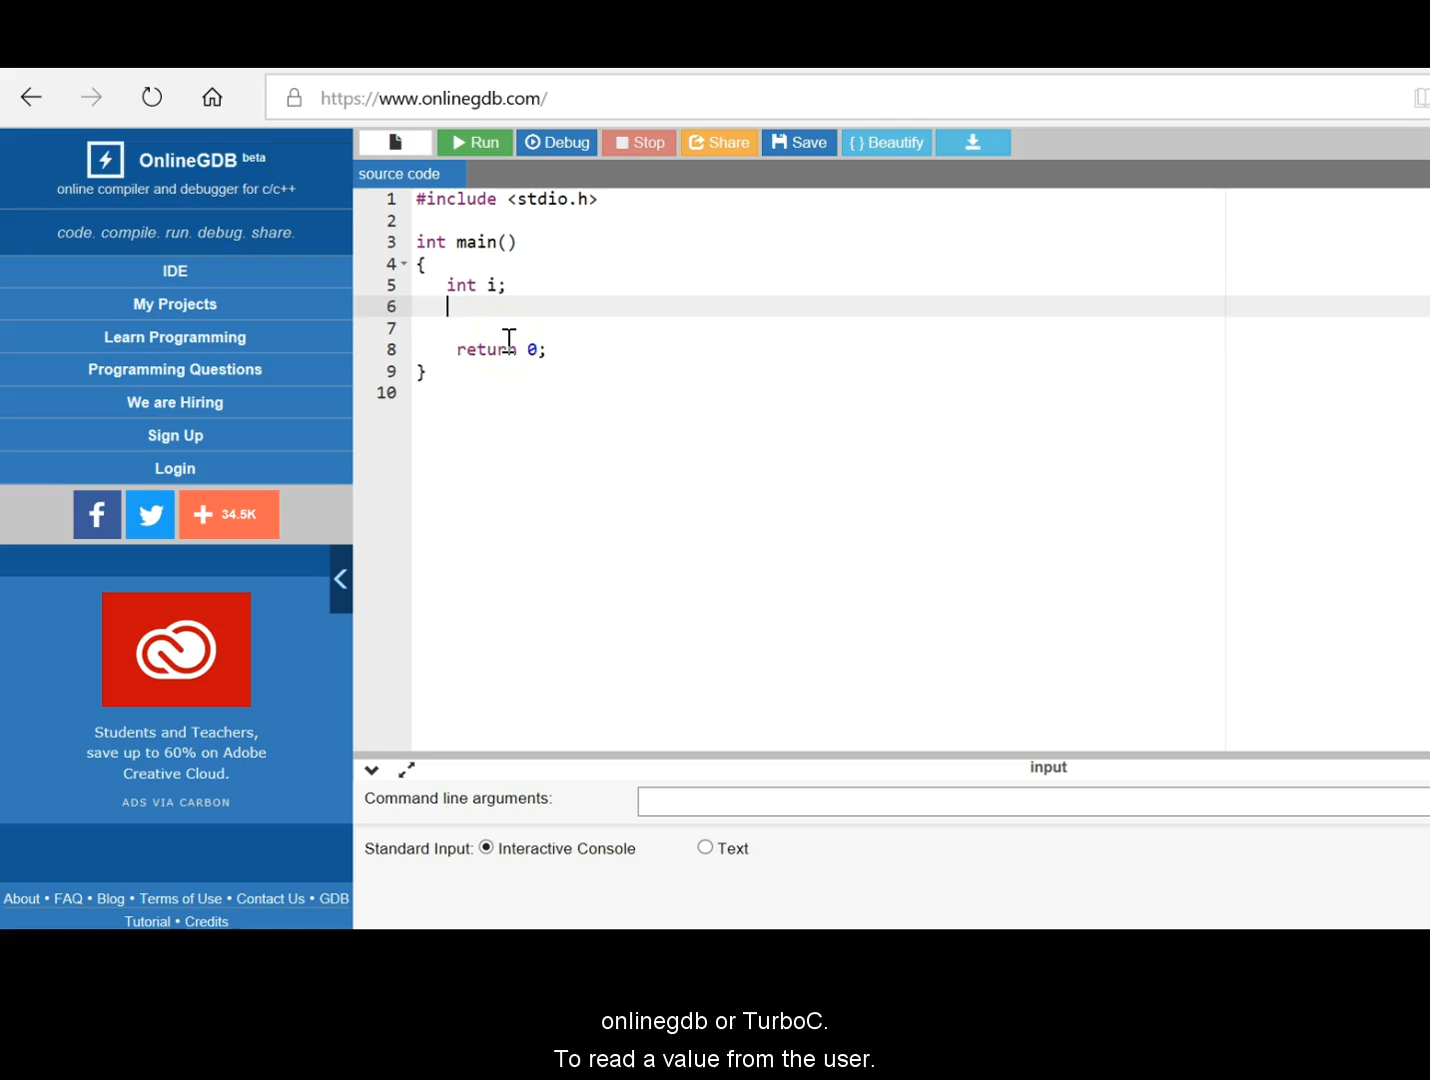 https://www.onlinegdb.com/
OnlineGDB beta
online compiler and debugger for c/c++
code. compile. run. debug. share.
IDE
My Projects
Learn Programming
Programming Questions
We are Hiring
Sign Up
Login
f
34.5K
Students and Teachers,
save up to 60% on Adobe
Creative Cloud.
ADS VIA CARBON
About • FAQ • Blog • Terms of Use • Contact Us • GDB
Tutorial • Credits
Run Debug Stop Share Save { } Beautify
source code
1 #include <stdio.h>
2
3 int main()
4 {
5 int i;
6
7
8 return 0;
9 }
10
input
Command line arguments:
Standard Input: Interactive Console Text
onlinegdb or TurboC.
To read a value from the user.